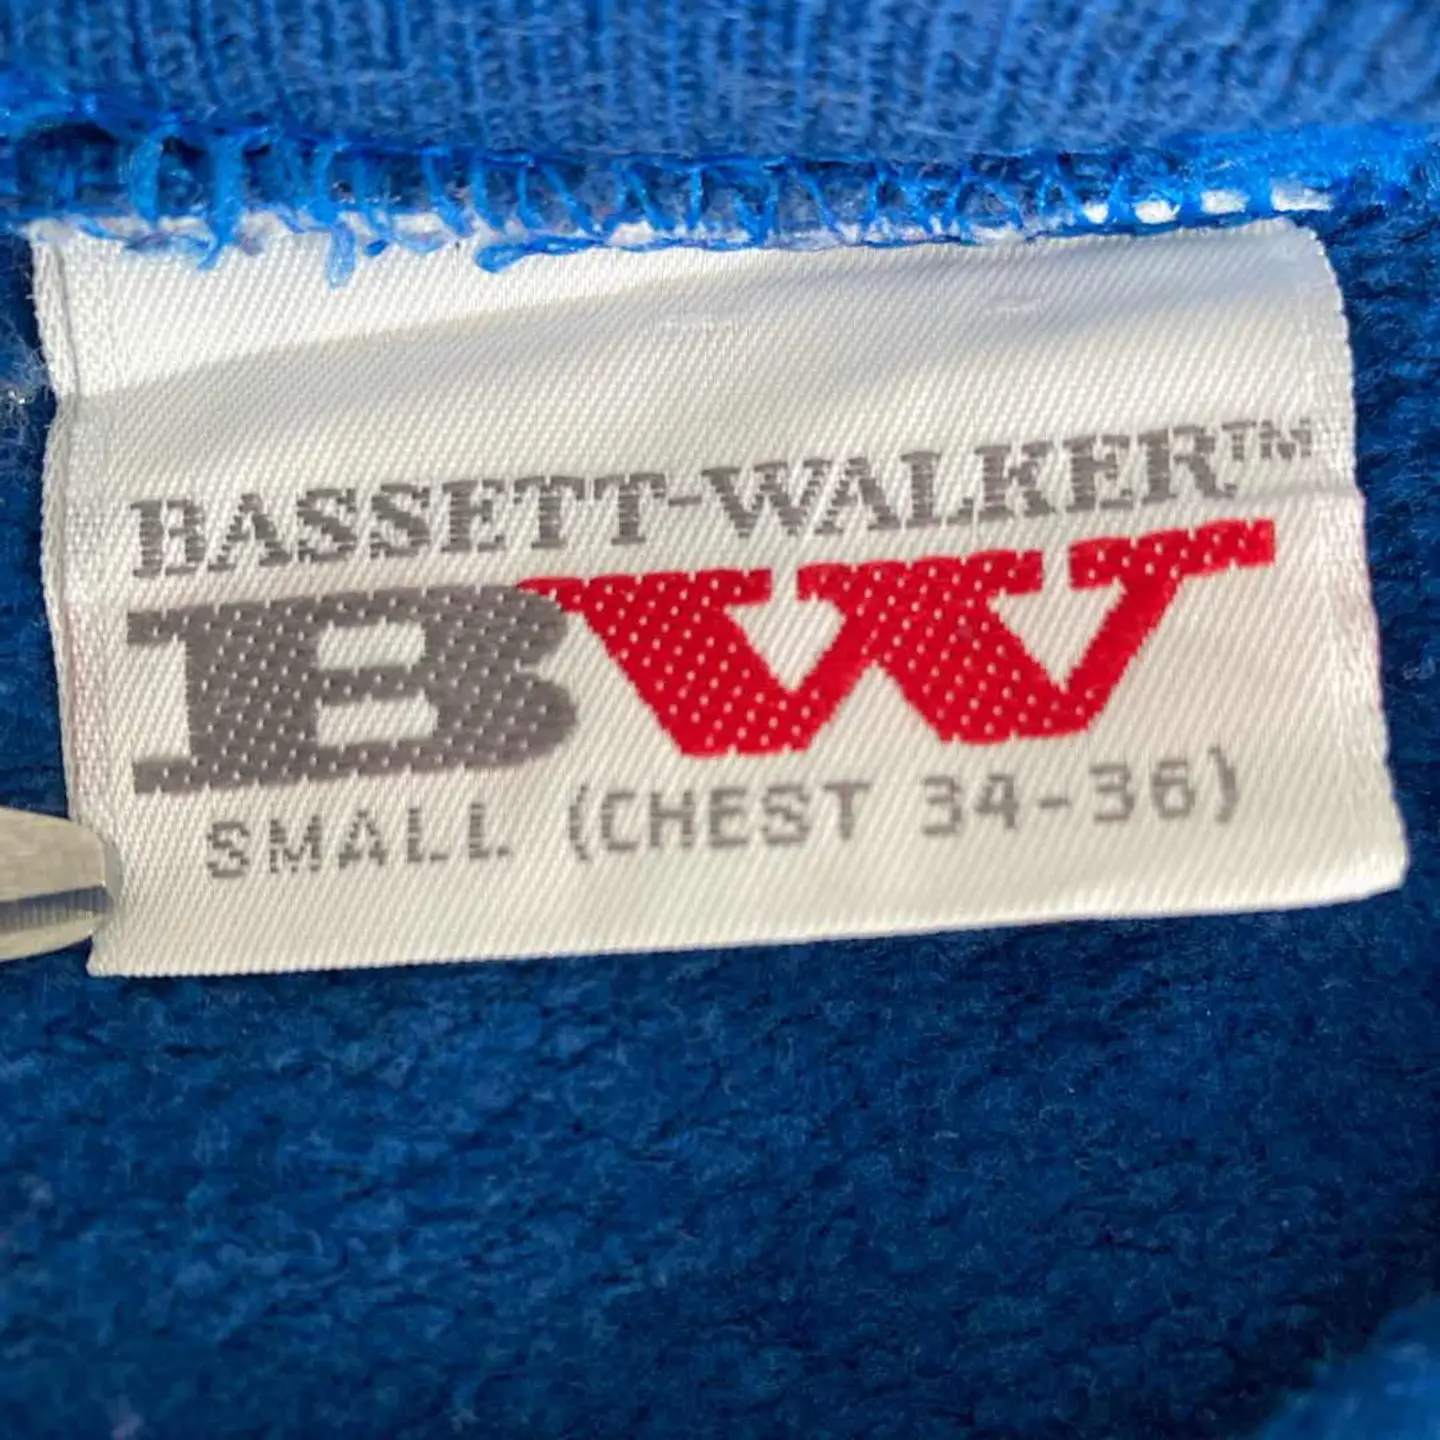 BASSETT-WALKER™
BW
SMALL (CHEST 34-36)